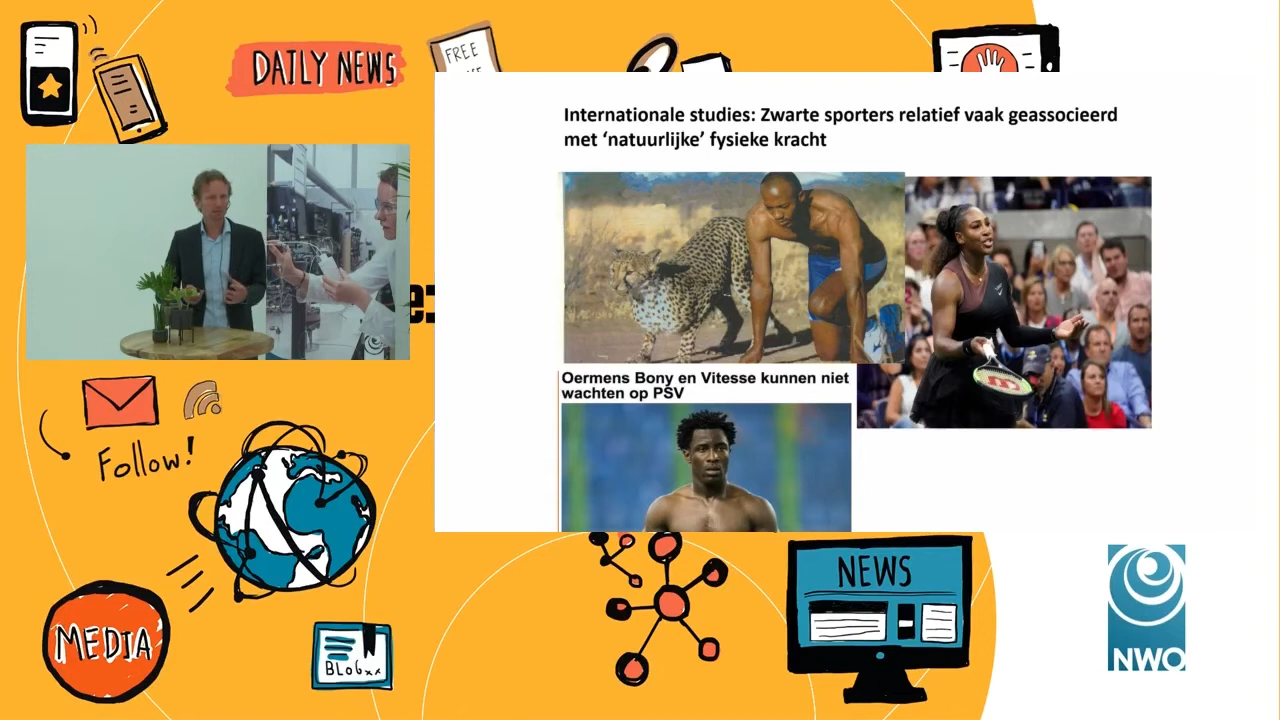 DAILY NEWS
FREE
Internationale studies: Zwarte sporters relatief vaak geassocieerd
met ‘natuurlijke’ fysieke kracht
Oermens Bony en Vitesse kunnen niet
wachten op PSV
Follow!
NEWS
MEDIA
BLOG
NWO